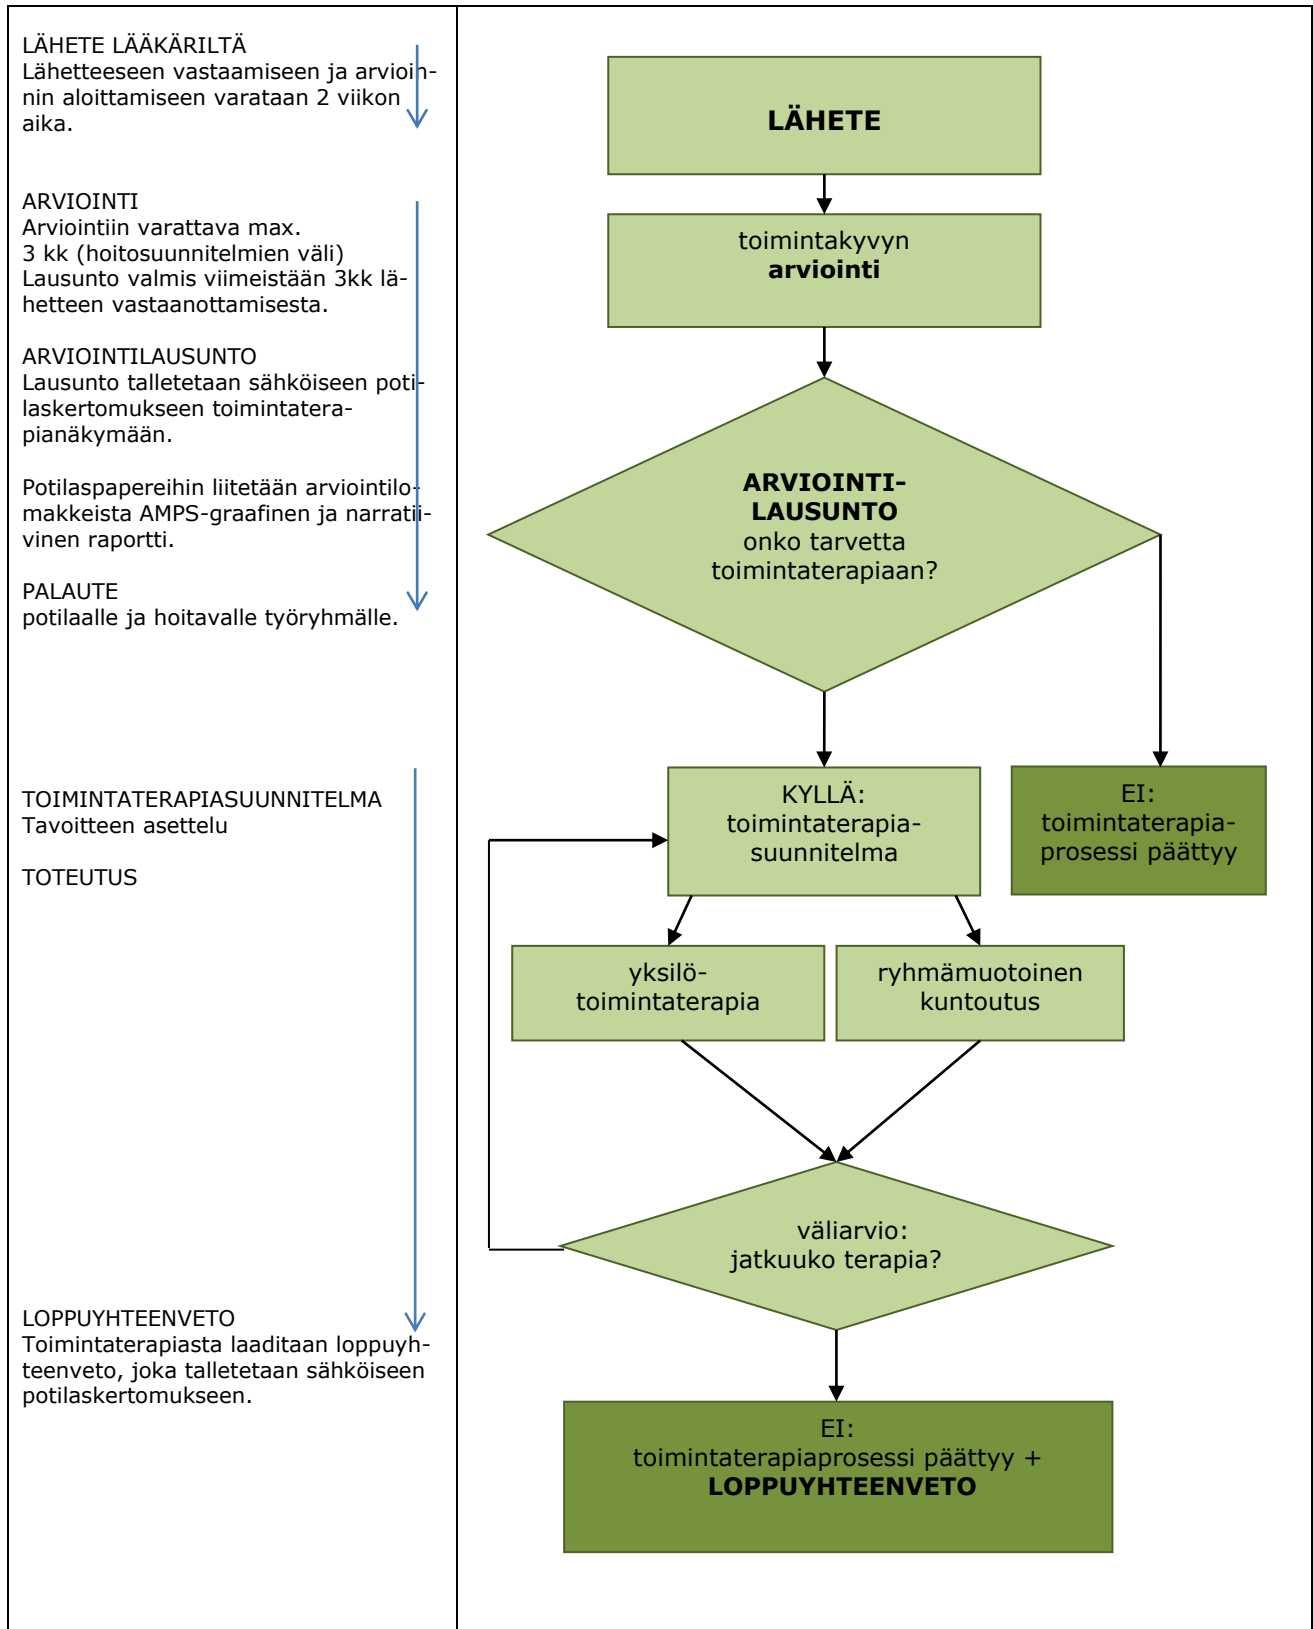 LÄHETE LÄÄKÄRILTÄ
Lähetteeseen vastaamiseen ja arvioin-
nin aloittamiseen varataan 2 viikon
aika.
ARVIOINTI
Arviointiin varattava max.
3 kk (hoitosuunnitelmien väli)
Lausunto valmis viimeistään 3kk lä-
hetteen vastaanottamisesta.
ARVIOINTILAUSUNTO
Lausunto talletetaan sähköiseen poti-
laskertomukseen toimintatera-
pianäkymään.
Potilaspapereihin liitetään arviointilo-
makkeista AMPS-graafinen ja narratii-
vinen raportti.
PALAUTE
potilaalle ja hoitavalle työryhmälle.
TOIMINTATERAPIASUUNNITELMA
Tavoitteen asettelu
TOTEUTUS
LOPPUYHTEENVETO
Toimintaterapiasta laaditaan loppuyh-
teenveto, joka talletetaan sähköiseen
potilaskertomukseen.
LÄHETE
toimintakyvyn
arviointi
ARVIOINTI-
LAUSUNTO
onko tarvetta
toimintaterapiaan?
KYLLÄ:
toimintaterapia-
suunnitelma
EI:
toimintaterapia-
prosessi päättyy
yksilö-
toimintaterapia
ryhmämuotoinen
kuntoutus
väliarvio:
jatkuuko terapia?
EI:
toimintaterapiaprosessi päättyy +
LOPPUYHTEENVETO